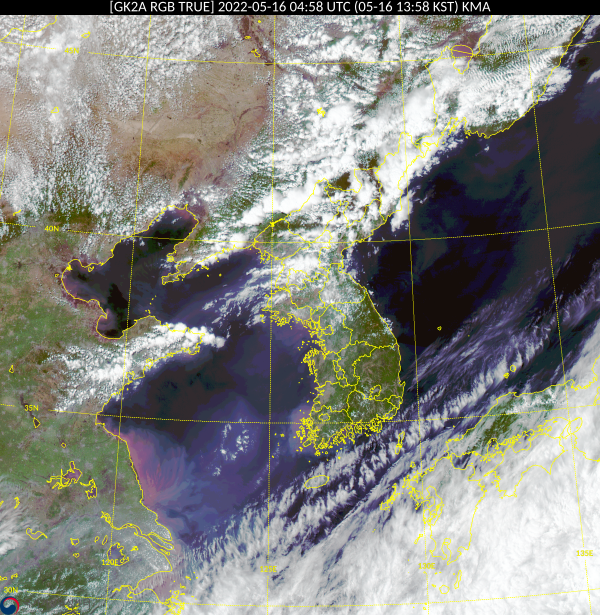 [GK2A RGB TRUE] 2022-05-16 04:58 UTC (05-16 13:58 KST) KMA
40N
35N
135E
120E
125E
130E
30N